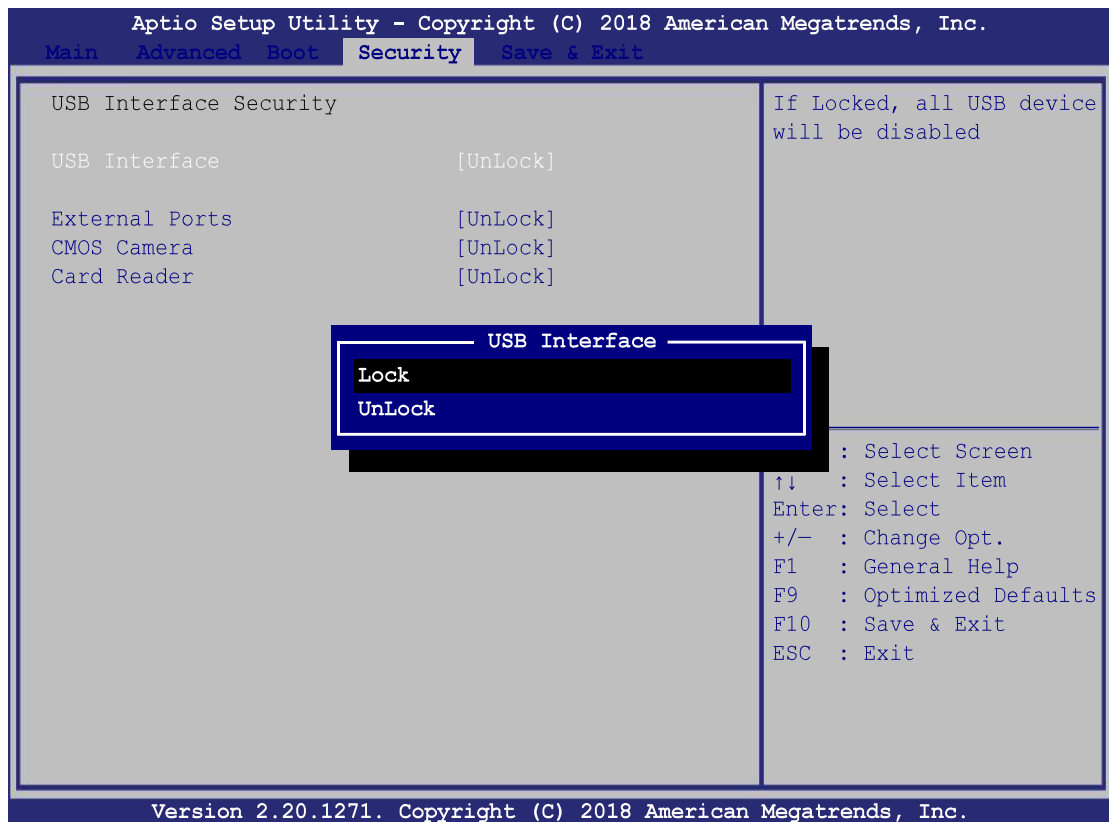 Aptio Setup Utility - Copyright (C) 2018 American Megatrends, Inc.
Main Advanced Boot Security Save & Exit
USB Interface Security
USB Interface [UnLock]
External Ports [UnLock]
CMOS Camera [UnLock]
Card Reader [UnLock]
USB Interface
Lock
UnLock
If Locked, all USB device
will be disabled
: Select Screen
↑↓ : Select Item
Enter: Select
+/— : Change Opt.
F1 : General Help
F9 : Optimized Defaults
F10 : Save & Exit
ESC : Exit
Version 2.20.1271. Copyright (C) 2018 American Megatrends, Inc.